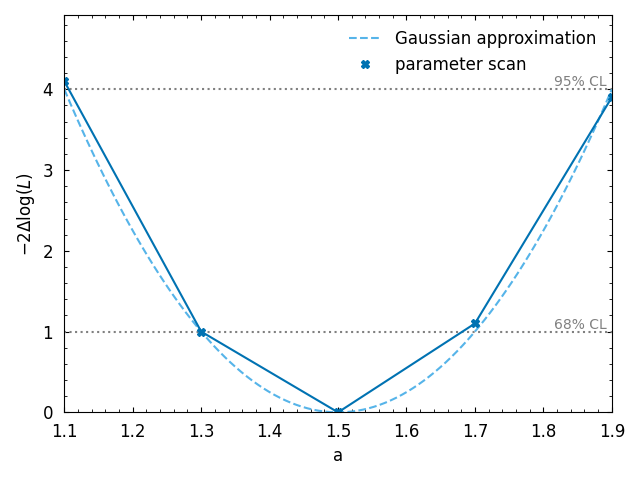 Gaussian approximation
parameter scan
95% CL
68% CL
−2Δlog(L)
4
3
2
1
0
1.1 1.2 1.3 1.4 1.5 1.6 1.7 1.8 1.9
a